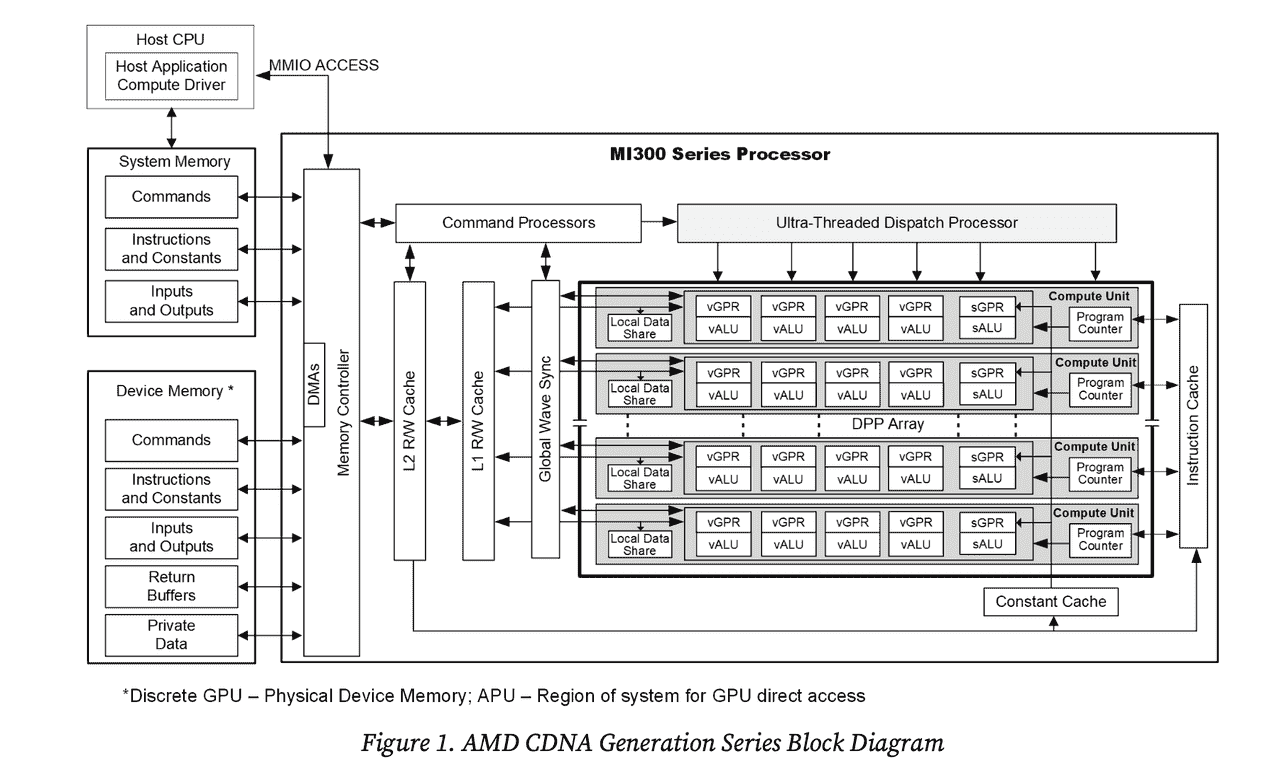 Host CPU
Host Application
Compute Driver
MMIO ACCESS
System Memory
Commands
Instructions
and Constants
Inputs
and Outputs
Device Memory *
Commands
Instructions
and Constants
Inputs
and Outputs
Return
Buffers
Private
Data
MI300 Series Processor
DMAs
Memory Controller
Command Processors
Ultra-Threaded Dispatch Processor
L2 R/W Cache
L1 R/W Cache
Global Wave Sync
Compute Unit
Local Data
Share
vGPR
vALU
vGPR
vALU
vGPR
vALU
vGPR
vALU
sGPR
sALU
Program
Counter
Compute Unit
Local Data
Share
vGPR
vALU
vGPR
vALU
vGPR
vALU
vGPR
vALU
sGPR
sALU
Program
Counter
DPP Array
Compute Unit
Local Data
Share
vGPR
vALU
vGPR
vALU
vGPR
vALU
vGPR
vALU
sGPR
sALU
Program
Counter
Compute Unit
Local Data
Share
vGPR
vALU
vGPR
vALU
vGPR
vALU
vGPR
vALU
sGPR
sALU
Program
Counter
Instruction Cache
Constant Cache
*Discrete GPU – Physical Device Memory; APU – Region of system for GPU direct access
Figure 1. AMD CDNA Generation Series Block Diagram